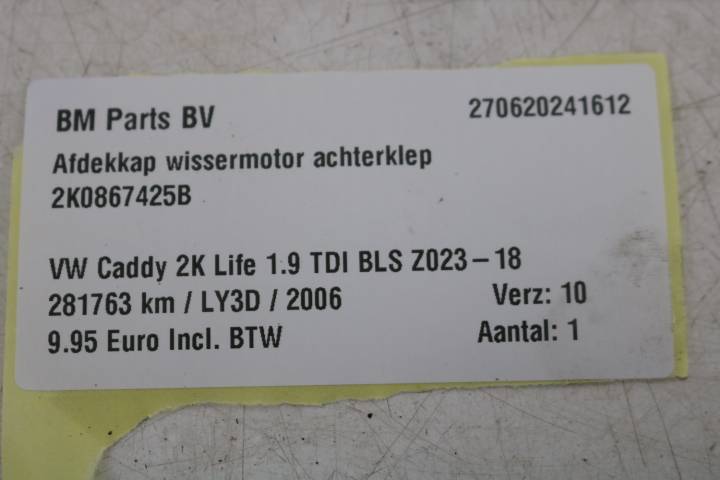 BM Parts BV 270620241612
Afdekkap wissermotor achterklep
2K0867425B
VW Caddy 2K Life 1.9 TDI BLS Z023-18
281763 km / LY3D / 2006 Verz: 10
9.95 Euro Incl. BTW Aantal: 1